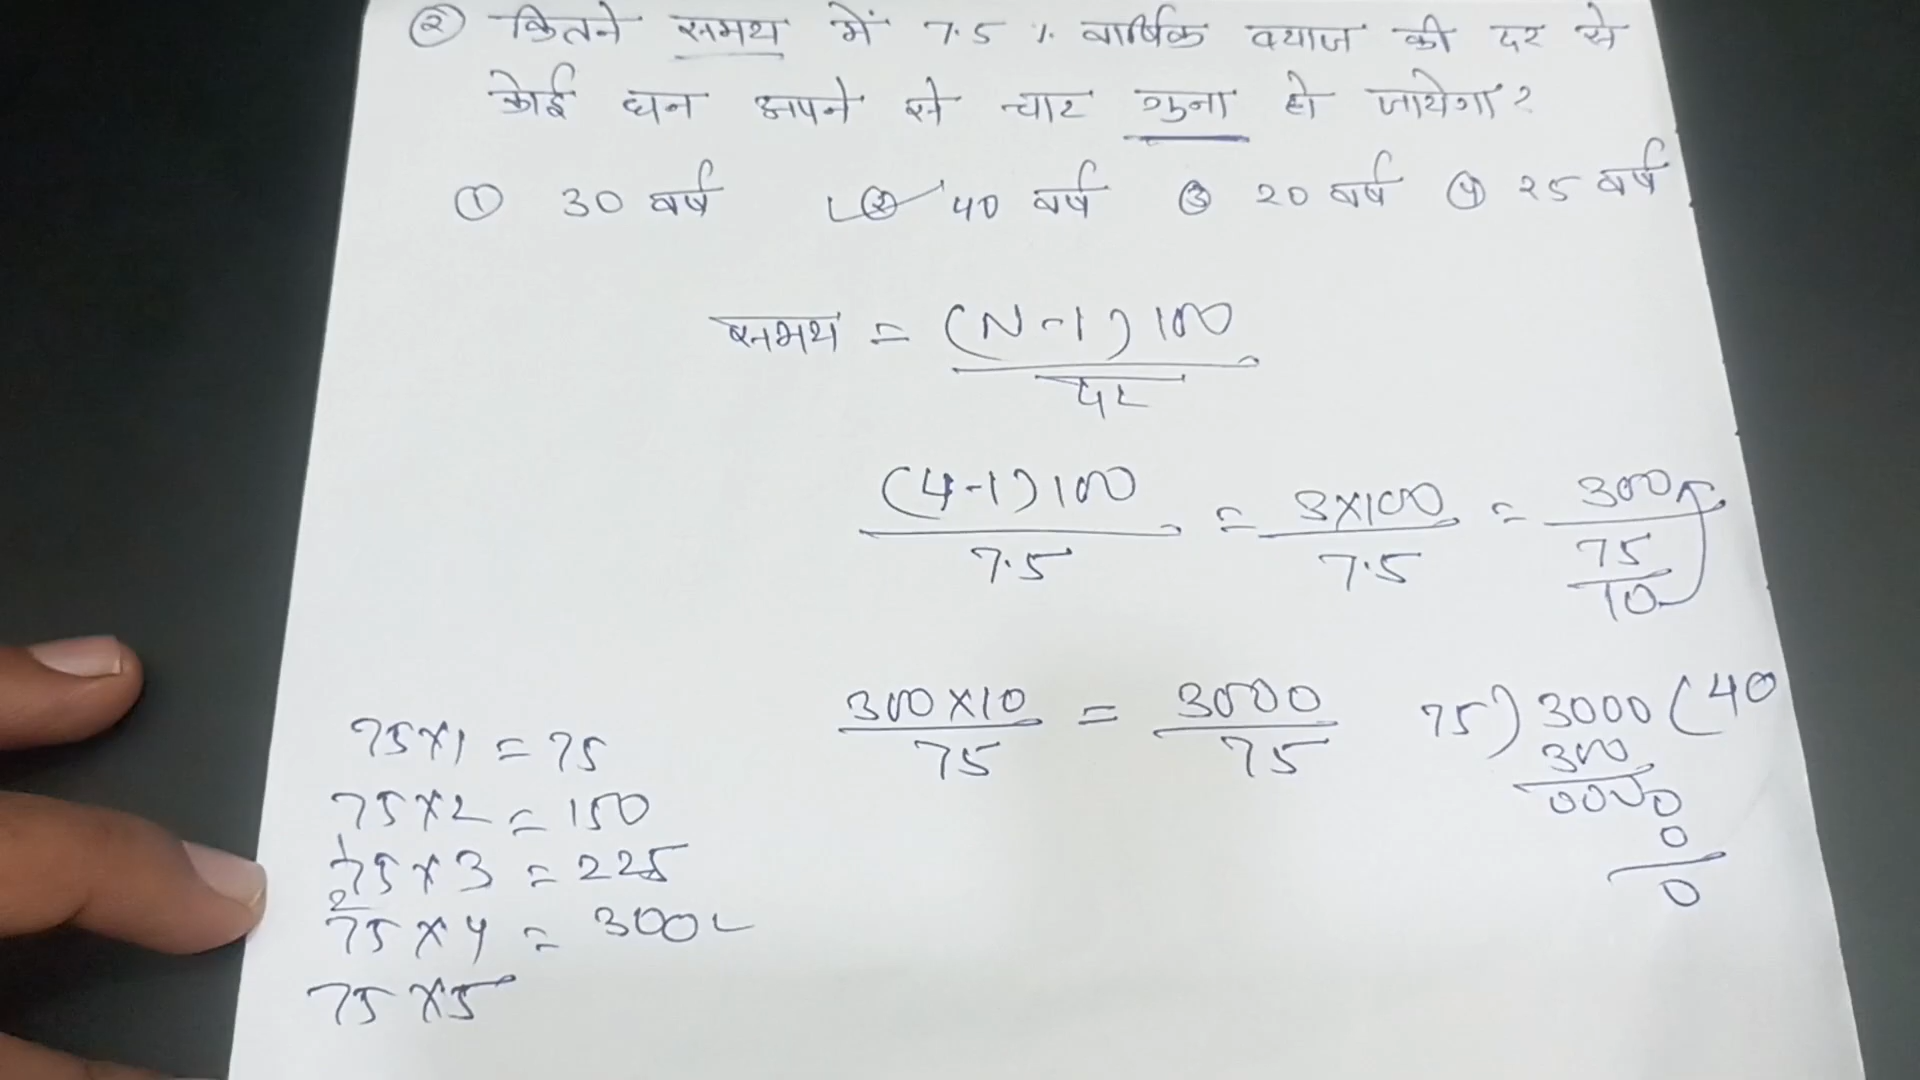 ② कितने समय में 7.5 % वार्षिक ब्याज की दर से
कोई धन अपने से चार गुना हो जायेगा ?
① 30 वर्ष ② 40 वर्ष ③ 20 वर्ष ④ 25 वर्ष
समय = (N-1) 100
दर
(4-1) 100 = 3×100 = 300
7.5 7.5 75
10
300×10 = 3000
75 75
75) 3000 (40
300
0000
0
0
75×1 = 75
75×2 = 150
1
75×3 = 225
2
75×4 = 300
75×5